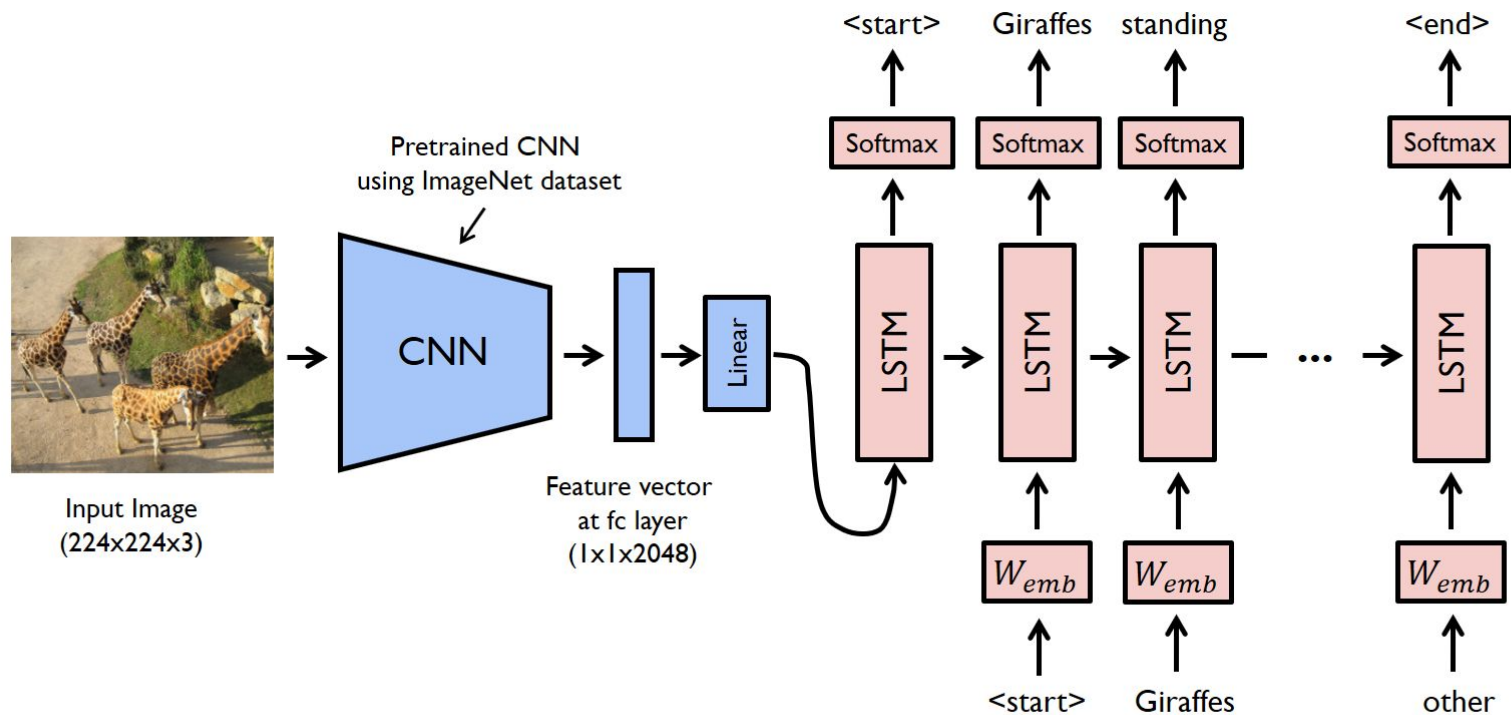 <start> Giraffes standing <end>
Softmax Softmax Softmax Softmax
Pretrained CNN
using ImageNet dataset
CNN
Linear
LSTM LSTM LSTM ... LSTM
Input Image
(224x224x3)
Feature vector
at fc layer
(1x1x2048)
W_emb W_emb W_emb
<start> Giraffes other